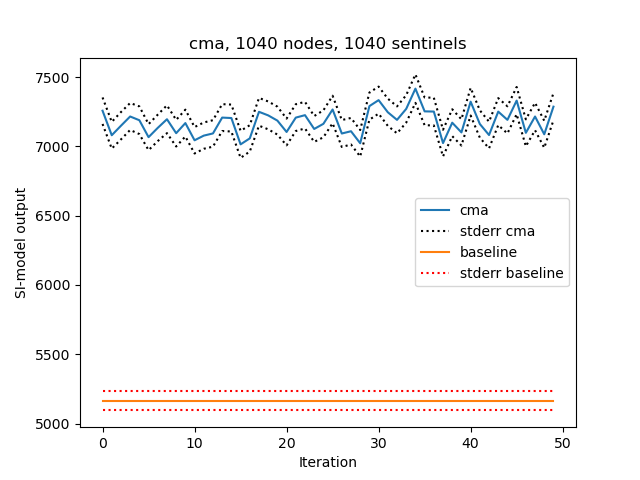 cma, 1040 nodes, 1040 sentinels
SI-model output
7500
7000
6500
6000
5500
5000
cma
stderr cma
baseline
stderr baseline
0 10 20 30 40 50
Iteration